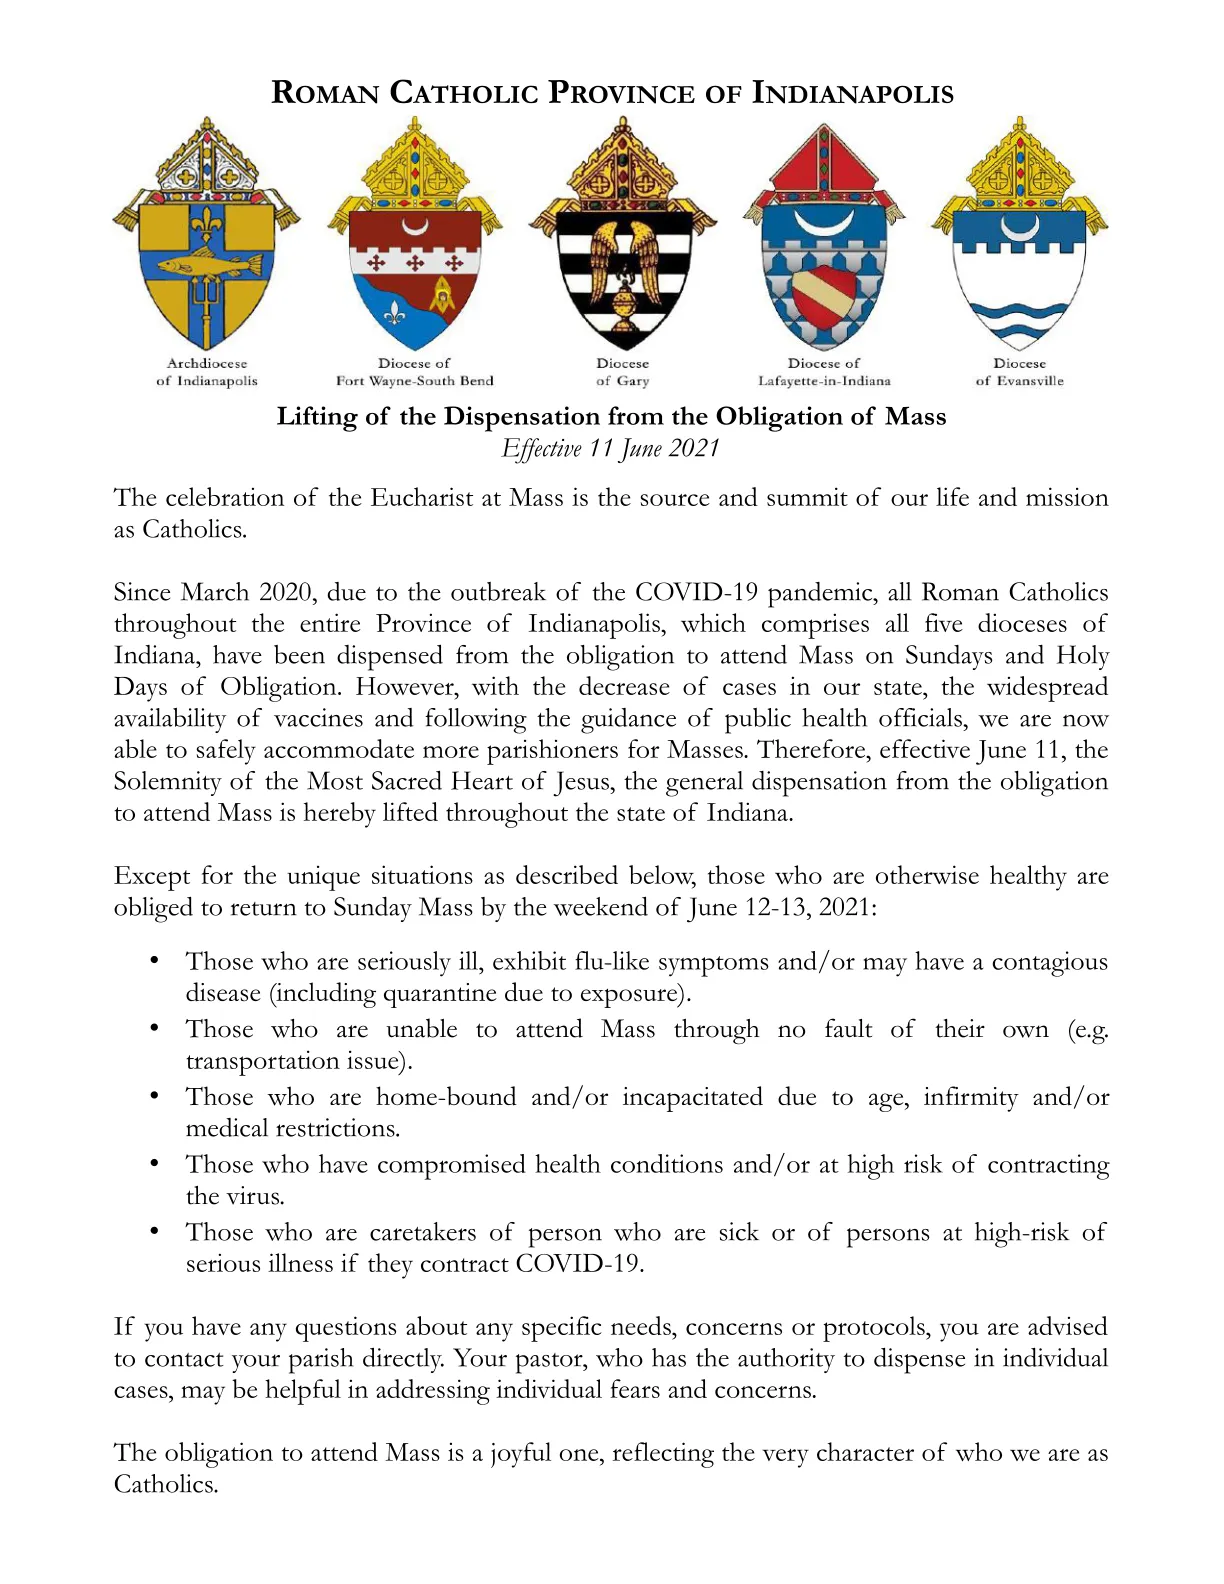 ROMAN CATHOLIC PROVINCE OF INDIANAPOLIS
Archdiocese
of Indianapolis
Diocese of
Fort Wayne-South Bend
Diocese
of Gary
Diocese of
Lafayette-in-Indiana
Diocese
of Evansville
Lifting of the Dispensation from the Obligation of Mass
Effective 11 June 2021
The celebration of the Eucharist at Mass is the source and summit of our life and mission
as Catholics.
Since March 2020, due to the outbreak of the COVID-19 pandemic, all Roman Catholics
throughout the entire Province of Indianapolis, which comprises all five dioceses of
Indiana, have been dispensed from the obligation to attend Mass on Sundays and Holy
Days of Obligation. However, with the decrease of cases in our state, the widespread
availability of vaccines and following the guidance of public health officials, we are now
able to safely accommodate more parishioners for Masses. Therefore, effective June 11, the
Solemnity of the Most Sacred Heart of Jesus, the general dispensation from the obligation
to attend Mass is hereby lifted throughout the state of Indiana.
Except for the unique situations as described below, those who are otherwise healthy are
obliged to return to Sunday Mass by the weekend of June 12-13, 2021:
• Those who are seriously ill, exhibit flu-like symptoms and/or may have a contagious
disease (including quarantine due to exposure).
• Those who are unable to attend Mass through no fault of their own (e.g.
transportation issue).
• Those who are home-bound and/or incapacitated due to age, infirmity and/or
medical restrictions.
• Those who have compromised health conditions and/or at high risk of contracting
the virus.
• Those who are caretakers of person who are sick or of persons at high-risk of
serious illness if they contract COVID-19.
If you have any questions about any specific needs, concerns or protocols, you are advised
to contact your parish directly. Your pastor, who has the authority to dispense in individual
cases, may be helpful in addressing individual fears and concerns.
The obligation to attend Mass is a joyful one, reflecting the very character of who we are as
Catholics.